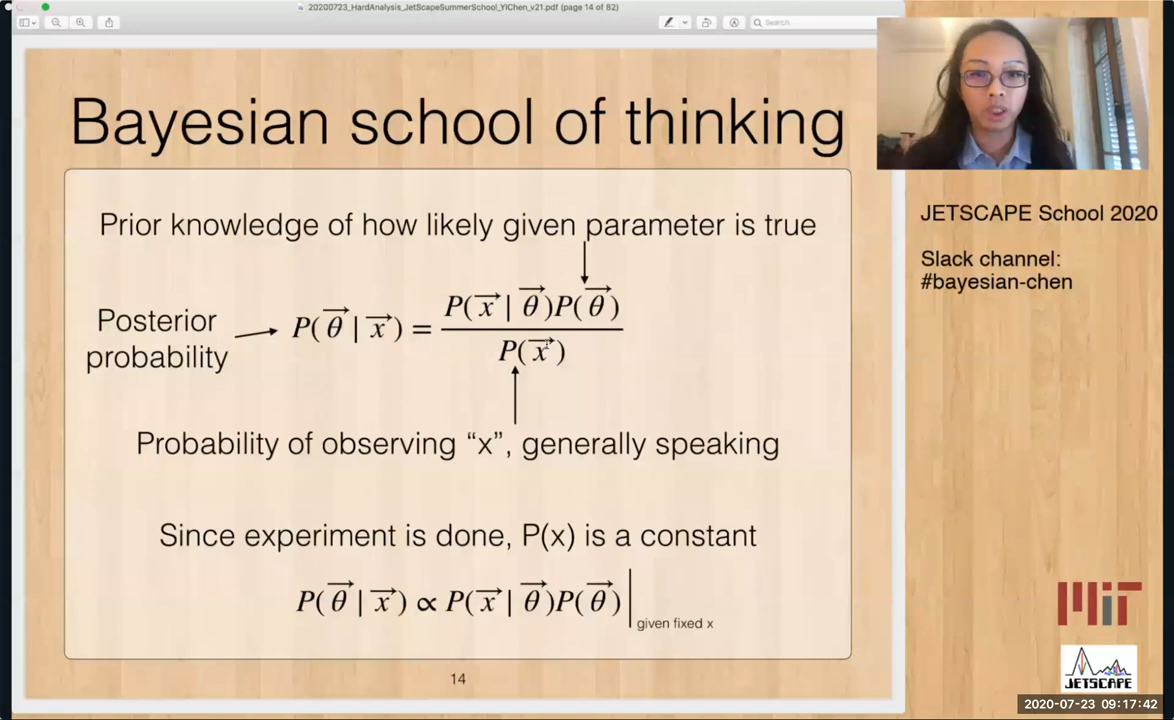 20200723_HardAnalysis_JetScapeSummerSchool_YiChen_v21.pdf (page 14 of 82)
Search
Bayesian school of thinking
Prior knowledge of how likely given parameter is true
Posterior
probability
P(θ⃗ | x⃗) = P(x⃗ | θ⃗)P(θ⃗) / P(x⃗)
Probability of observing “x”, generally speaking
Since experiment is done, P(x) is a constant
P(θ⃗ | x⃗) ∝ P(x⃗ | θ⃗)P(θ⃗)| given fixed x
14
JETSCAPE School 2020
Slack channel:
#bayesian-chen
MIT
JETSCAPE
2020-07-23 09:17:42